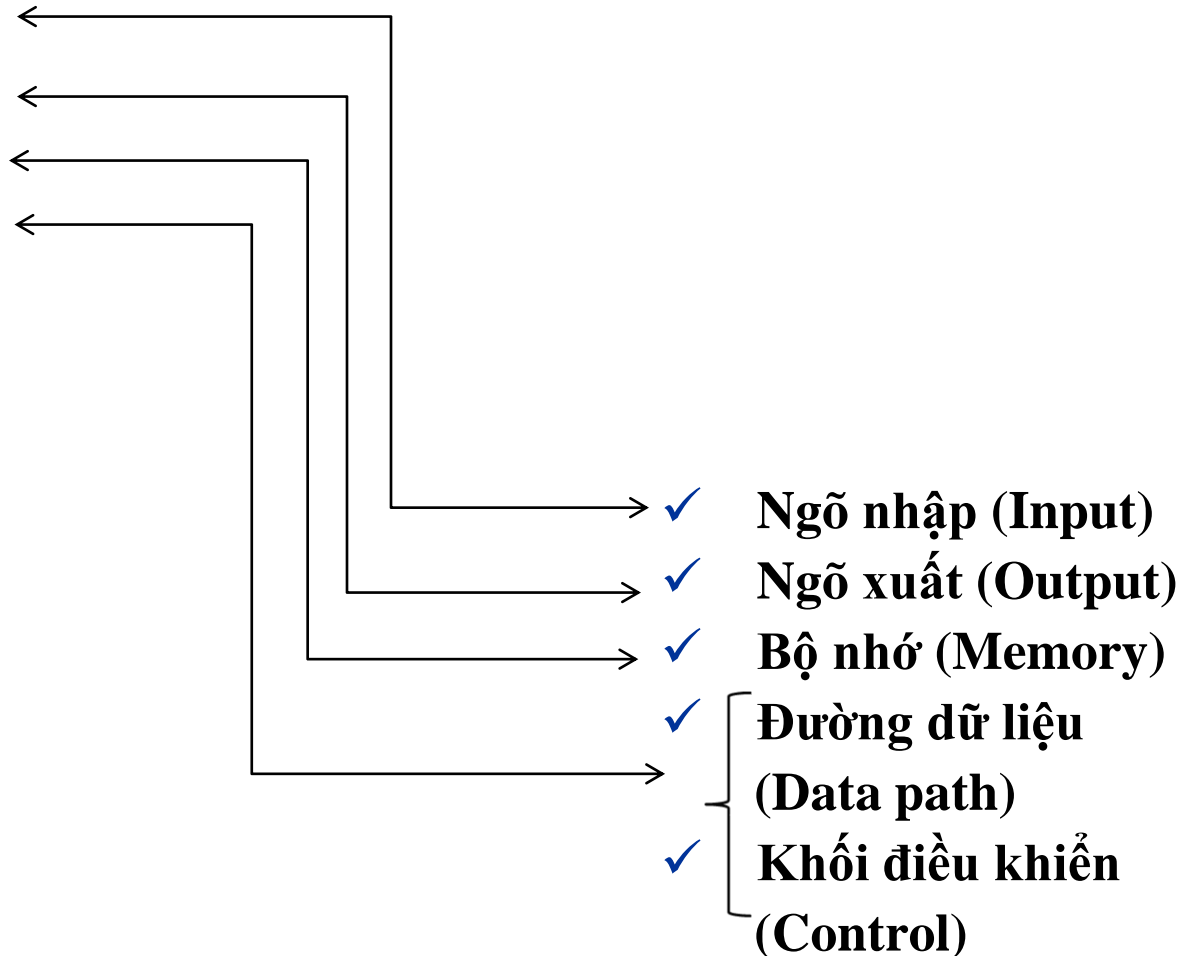 ✓ Ngõ nhập (Input)
✓ Ngõ xuất (Output)
✓ Bộ nhớ (Memory)
✓ Đường dữ liệu
(Data path)
✓ Khối điều khiển
(Control)